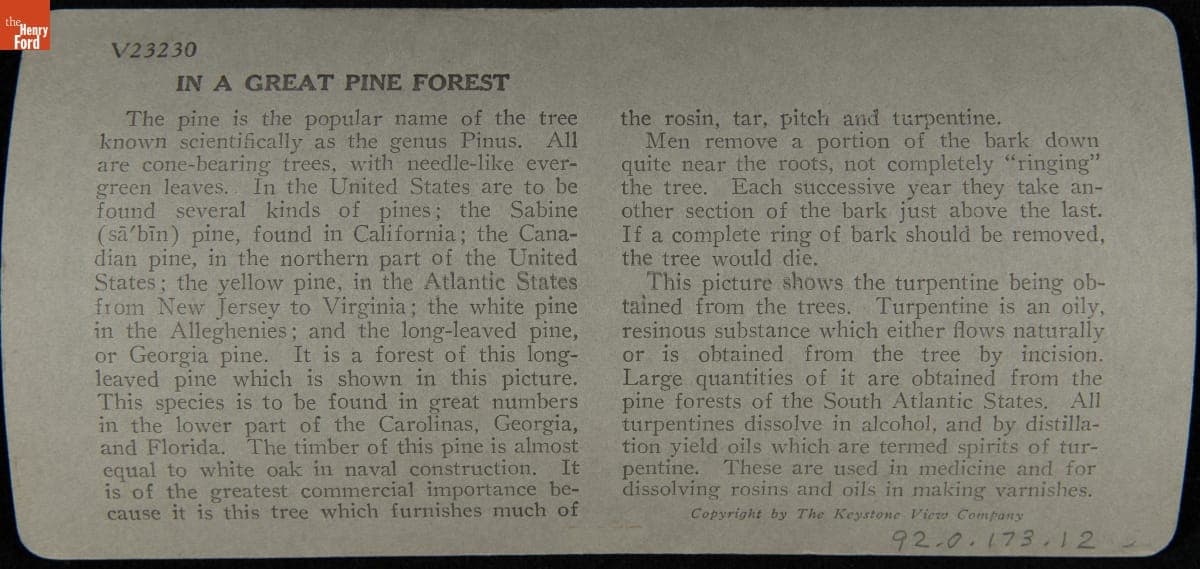 the
Henry
Ford
V23230
IN A GREAT PINE FOREST
The pine is the popular name of the tree
known scientifically as the genus Pinus. All
are cone-bearing trees, with needle-like ever-
green leaves. In the United States are to be
found several kinds of pines; the Sabine
(sā′bīn) pine, found in California; the Cana-
dian pine, in the northern part of the United
States; the yellow pine, in the Atlantic States
from New Jersey to Virginia; the white pine
in the Alleghenies; and the long-leaved pine,
or Georgia pine. It is a forest of this long-
leaved pine which is shown in this picture.
This species is to be found in great numbers
in the lower part of the Carolinas, Georgia,
and Florida. The timber of this pine is almost
equal to white oak in naval construction. It
is of the greatest commercial importance be-
cause it is this tree which furnishes much of
the rosin, tar, pitch and turpentine.
Men remove a portion of the bark down
quite near the roots, not completely “ringing”
the tree. Each successive year they take an-
other section of the bark just above the last.
If a complete ring of bark should be removed,
the tree would die.
This picture shows the turpentine being ob-
tained from the trees. Turpentine is an oily,
resinous substance which either flows naturally
or is obtained from the tree by incision.
Large quantities of it are obtained from the
pine forests of the South Atlantic States. All
turpentines dissolve in alcohol, and by distilla-
tion yield oils which are termed spirits of tur-
pentine. These are used in medicine and for
dissolving rosins and oils in making varnishes.
Copyright by The Keystone View Company
92.0.173.12